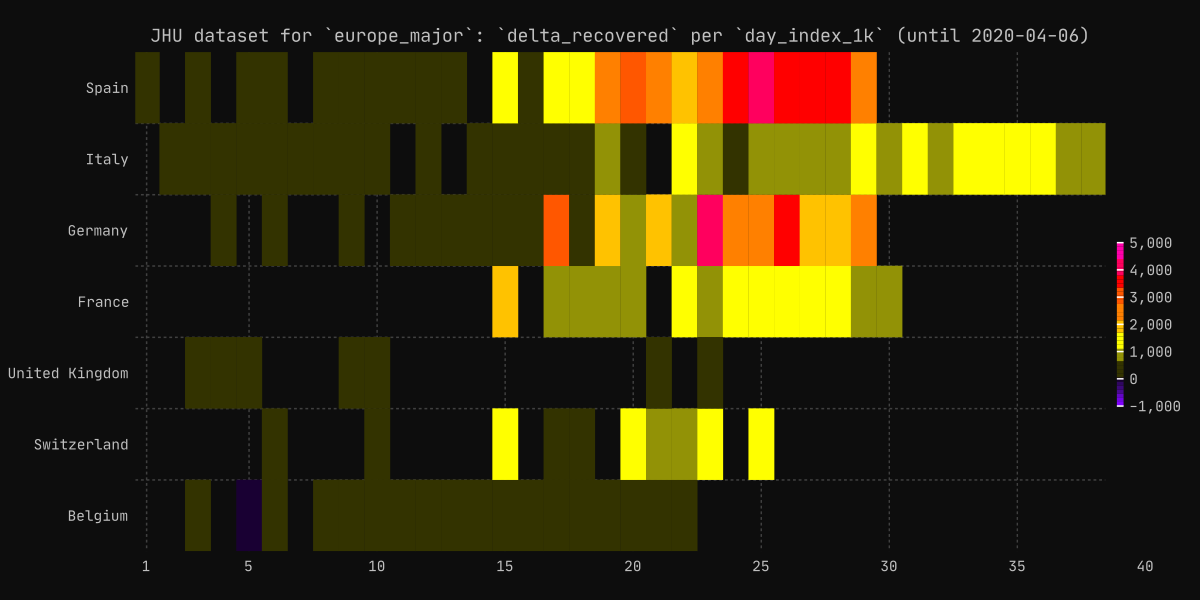 JHU dataset for `europe_major`: `delta_recovered` per `day_index_1k` (until 2020-04-06)
Spain
Italy
Germany
France
United Kingdom
Switzerland
Belgium
5,000
4,000
3,000
2,000
1,000
0
-1,000
1 5 10 15 20 25 30 35 40